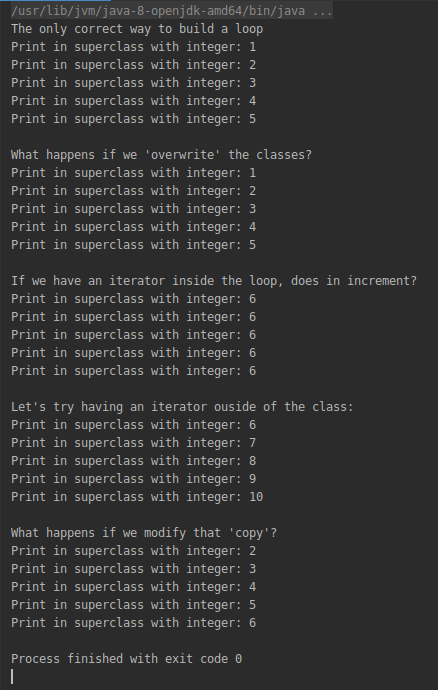 /usr/lib/jvm/java-8-openjdk-amd64/bin/java ...
The only correct way to build a loop
Print in superclass with integer: 1
Print in superclass with integer: 2
Print in superclass with integer: 3
Print in superclass with integer: 4
Print in superclass with integer: 5

What happens if we 'overwrite' the classes?
Print in superclass with integer: 1
Print in superclass with integer: 2
Print in superclass with integer: 3
Print in superclass with integer: 4
Print in superclass with integer: 5

If we have an iterator inside the loop, does in increment?
Print in superclass with integer: 6
Print in superclass with integer: 6
Print in superclass with integer: 6
Print in superclass with integer: 6
Print in superclass with integer: 6

Let's try having an iterator ouside of the class:
Print in superclass with integer: 6
Print in superclass with integer: 7
Print in superclass with integer: 8
Print in superclass with integer: 9
Print in superclass with integer: 10

What happens if we modify that 'copy'?
Print in superclass with integer: 2
Print in superclass with integer: 3
Print in superclass with integer: 4
Print in superclass with integer: 5
Print in superclass with integer: 6

Process finished with exit code 0